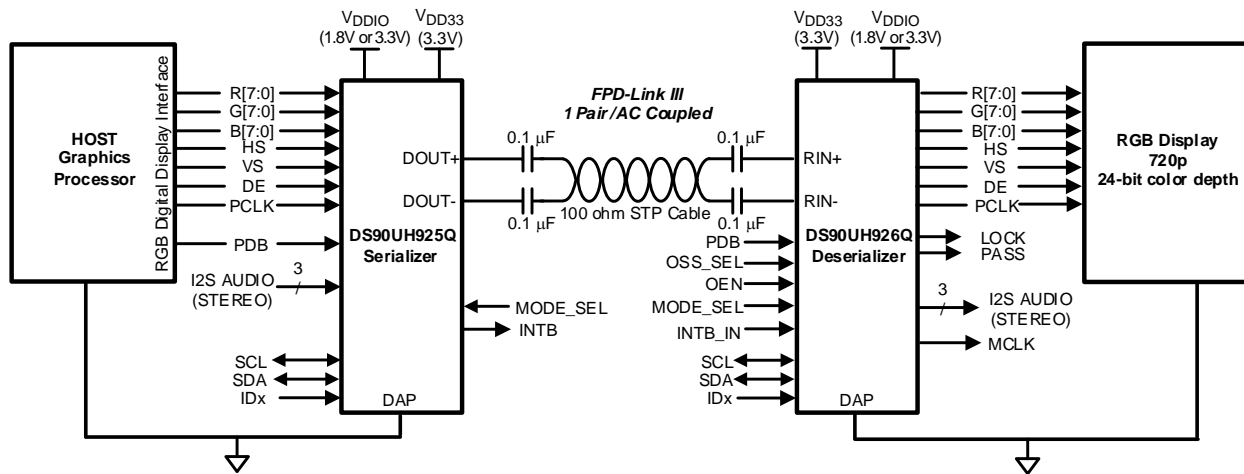 VDDIO
(1.8V or 3.3V)
VDD33
(3.3V)
VDD33
(3.3V)
VDDIO
(1.8V or 3.3V)
HOST
Graphics
Processor
RGB Digital Display Interface
R[7:0]
G[7:0]
B[7:0]
HS
VS
DE
PCLK
PDB
I2S AUDIO
(STEREO)
3
SCL
SDA
IDx
DOUT+
DOUT-
DS90UH925Q
Serializer
DAP
MODE_SEL
INTB
FPD-Link III
1 Pair /AC Coupled
0.1 µF
0.1 µF
0.1 µF
0.1 µF
100 ohm STP Cable
PDB
OSS_SEL
OEN
MODE_SEL
INTB_IN
SCL
SDA
IDx
RIN+
RIN-
DS90UH926Q
Deserializer
DAP
R[7:0]
G[7:0]
B[7:0]
HS
VS
DE
PCLK
LOCK
PASS
3
I2S AUDIO
(STEREO)
MCLK
RGB Display
720p
24-bit color depth